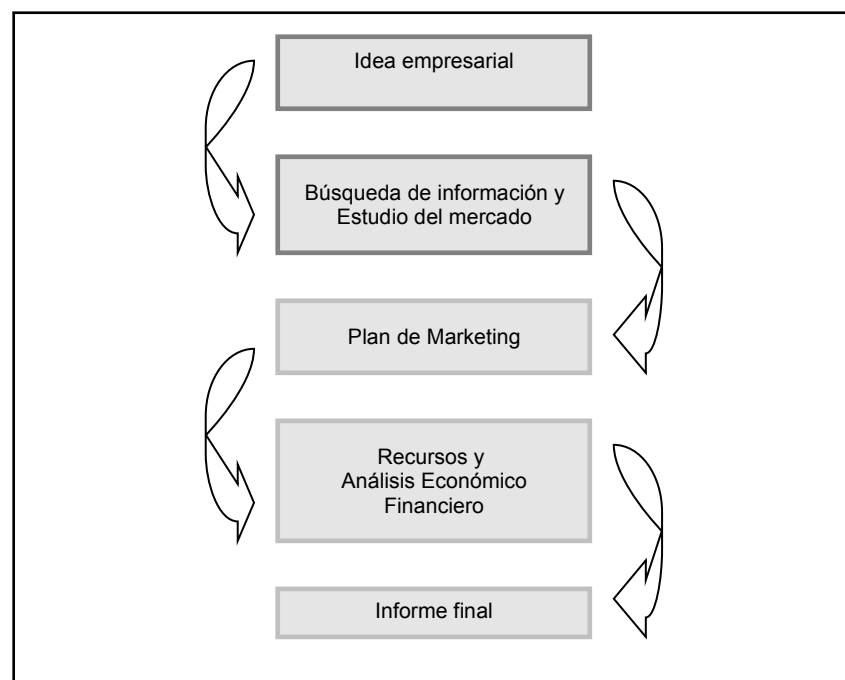 Idea empresarial
Búsqueda de información y
Estudio del mercado
Plan de Marketing
Recursos y
Análisis Económico
Financiero
Informe final